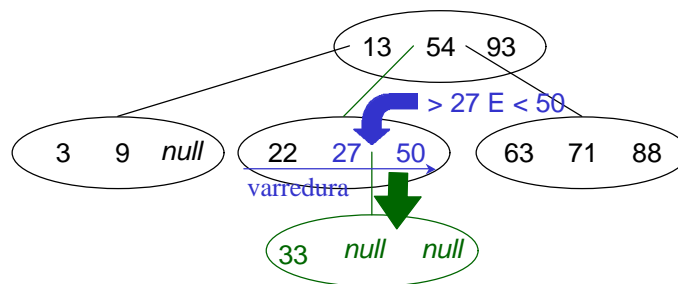 13 54 93
> 27 E < 50
3 9 null
22 27 50
63 71 88
varredura
33 null null